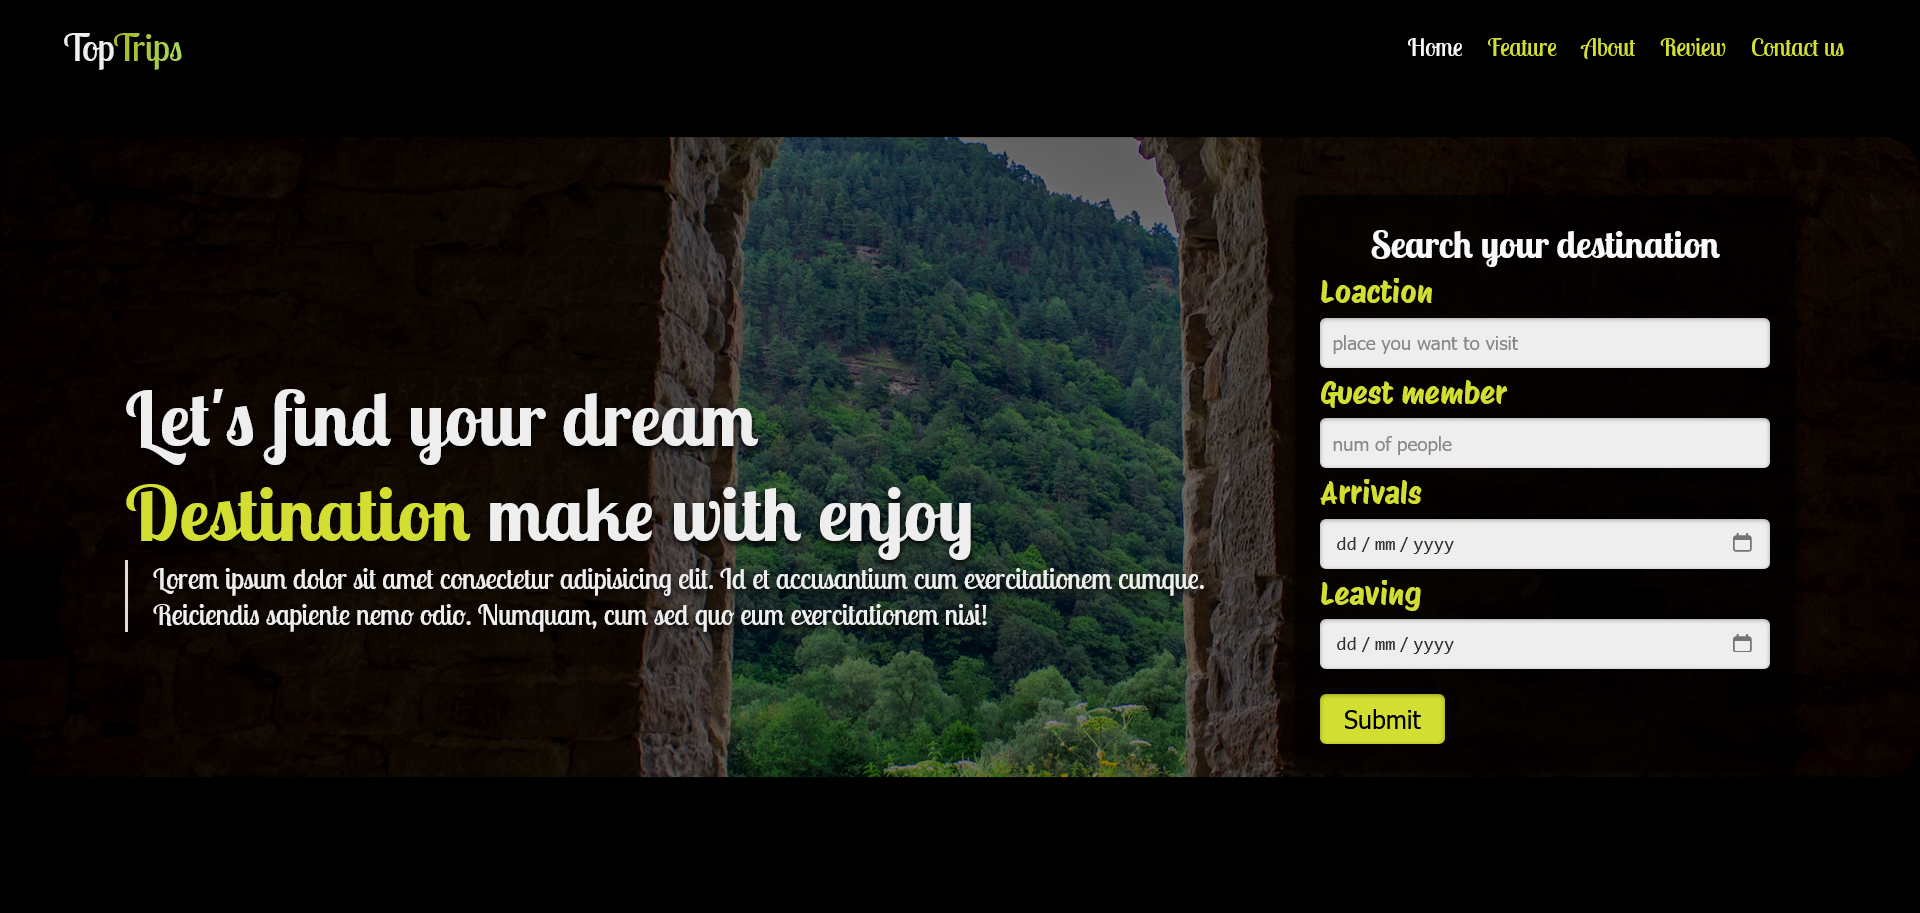 TopTrips
Home Feature About Review Contact us
Search your destination
Loaction
place you want to visit
Guest member
num of people
Arrivals
dd / mm / yyyy
Leaving
dd / mm / yyyy
Submit
Let's find your dream
Destination make with enjoy
Lorem ipsum dolor sit amet consectetur adipisicing elit. Id et accusantium cum exercitationem cumque.
Reiciendis sapiente nemo odio. Numquam, cum sed quo eum exercitationem nisi!